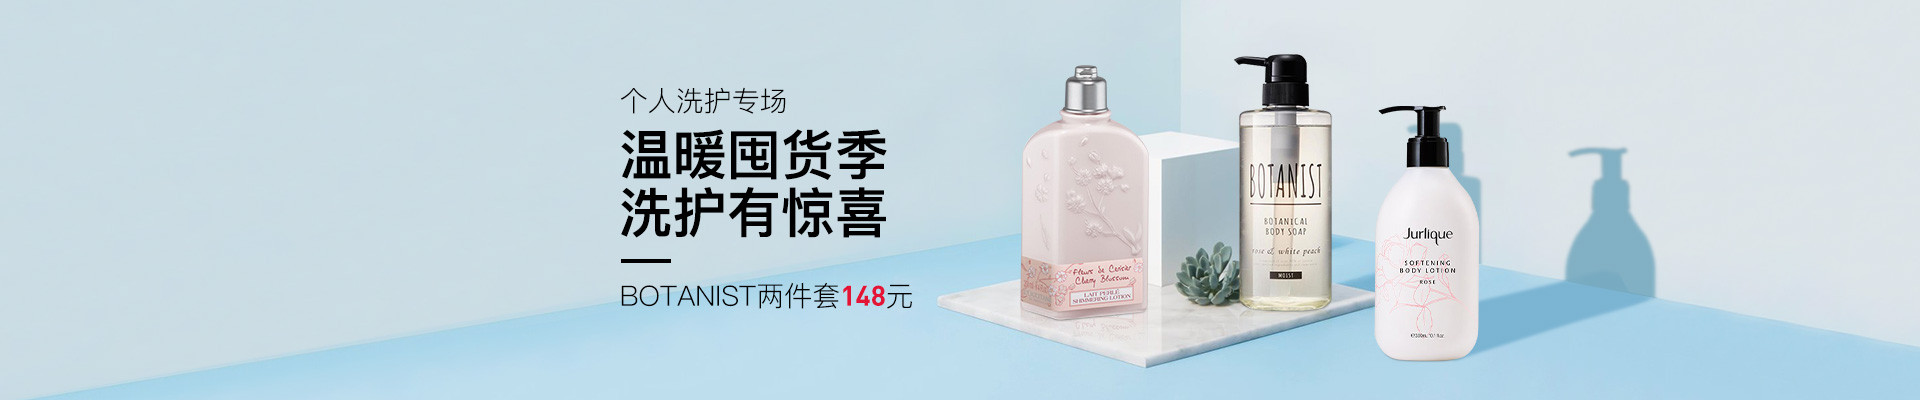 个人洗护专场
温暖囤货季
洗护有惊喜
BOTANIST两件套148元
Fleurs de Cerisier
Cherry Blossom
LAIT PERLÉ
SHIMMERING LOTION
BOTANIST
BOTANICAL
BODY SOAP
rose & white peach
MOIST
Jurlique
SOFTENING
BODY LOTION
ROSE